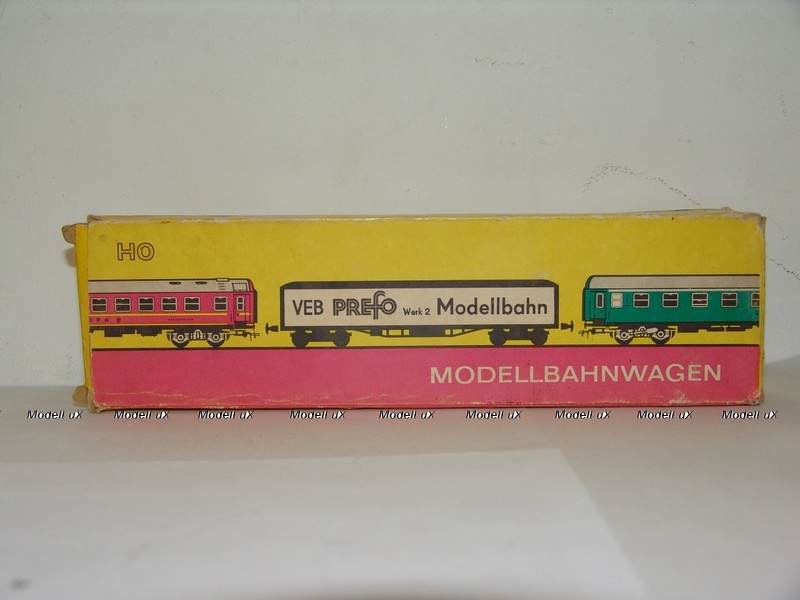 HO
VEB PREfO Werk 2 Modellbahn
MODELLBAHNWAGEN
Modell uX Modell uX Modell uX Modell uX Modell uX Modell uX Modell uX Modell uX Modell uX